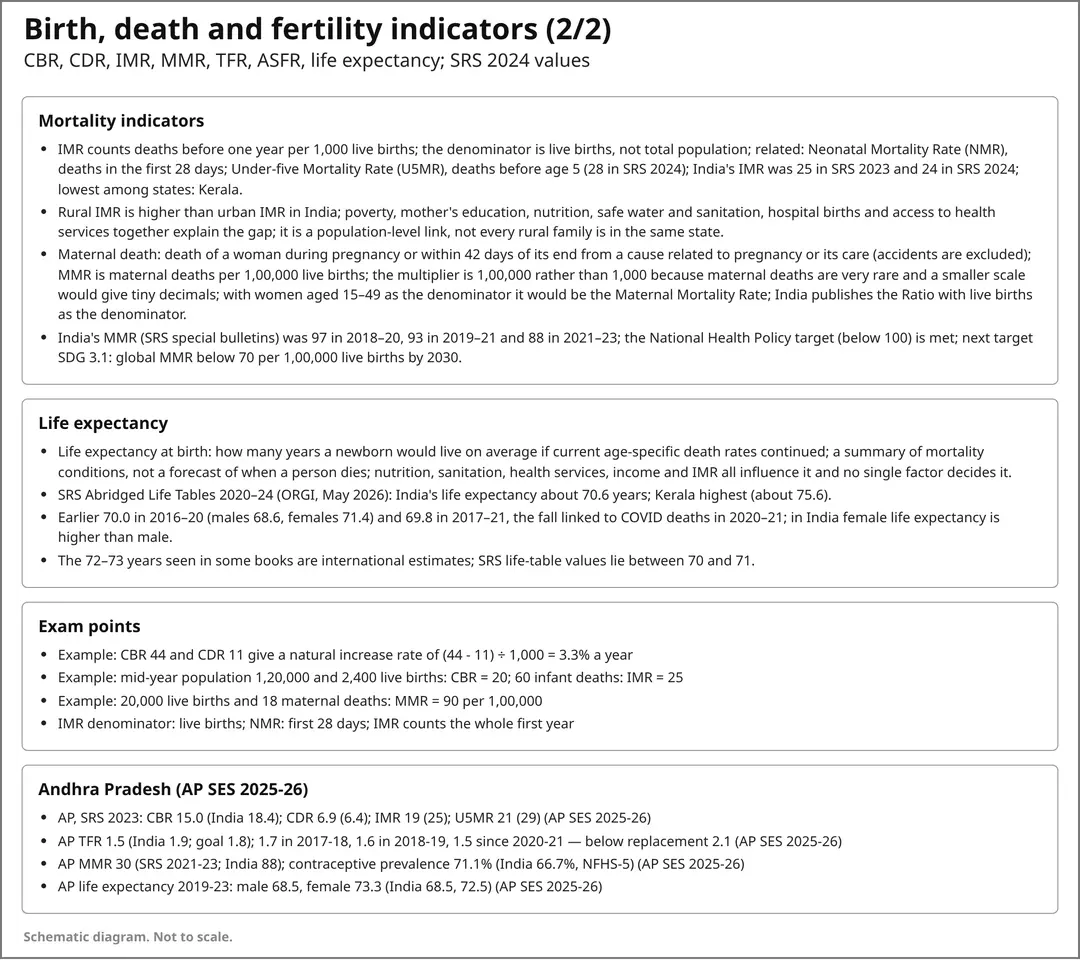 Birth, death and fertility indicators (2/2)
CBR, CDR, IMR, MMR, TFR, ASFR, life expectancy; SRS 2024 values
Mortality indicators
• IMR counts deaths before one year per 1,000 live births; the denominator is live births, not total population; related: Neonatal Mortality Rate (NMR),
deaths in the first 28 days; Under-five Mortality Rate (U5MR), deaths before age 5 (28 in SRS 2024); India's IMR was 25 in SRS 2023 and 24 in SRS 2024;
lowest among states: Kerala.
• Rural IMR is higher than urban IMR in India; poverty, mother's education, nutrition, safe water and sanitation, hospital births and access to health
services together explain the gap; it is a population-level link, not every rural family is in the same state.
• Maternal death: death of a woman during pregnancy or within 42 days of its end from a cause related to pregnancy or its care (accidents are excluded);
MMR is maternal deaths per 1,00,000 live births; the multiplier is 1,00,000 rather than 1,000 because maternal deaths are very rare and a smaller scale
would give tiny decimals; with women aged 15–49 as the denominator it would be the Maternal Mortality Rate; India publishes the Ratio with live births
as the denominator.
• India's MMR (SRS special bulletins) was 97 in 2018–20, 93 in 2019–21 and 88 in 2021–23; the National Health Policy target (below 100) is met; next target
SDG 3.1: global MMR below 70 per 1,00,000 live births by 2030.
Life expectancy
• Life expectancy at birth: how many years a newborn would live on average if current age-specific death rates continued; a summary of mortality
conditions, not a forecast of when a person dies; nutrition, sanitation, health services, income and IMR all influence it and no single factor decides it.
• SRS Abridged Life Tables 2020–24 (ORGI, May 2026): India's life expectancy about 70.6 years; Kerala highest (about 75.6).
• Earlier 70.0 in 2016–20 (males 68.6, females 71.4) and 69.8 in 2017–21, the fall linked to COVID deaths in 2020–21; in India female life expectancy is
higher than male.
• The 72–73 years seen in some books are international estimates; SRS life-table values lie between 70 and 71.
Exam points
• Example: CBR 44 and CDR 11 give a natural increase rate of (44 - 11) ÷ 1,000 = 3.3% a year
• Example: mid-year population 1,20,000 and 2,400 live births: CBR = 20; 60 infant deaths: IMR = 25
• Example: 20,000 live births and 18 maternal deaths: MMR = 90 per 1,00,000
• IMR denominator: live births; NMR: first 28 days; IMR counts the whole first year
Andhra Pradesh (AP SES 2025-26)
• AP, SRS 2023: CBR 15.0 (India 18.4); CDR 6.9 (6.4); IMR 19 (25); U5MR 21 (29) (AP SES 2025-26)
• AP TFR 1.5 (India 1.9; goal 1.8); 1.7 in 2017-18, 1.6 in 2018-19, 1.5 since 2020-21 — below replacement 2.1 (AP SES 2025-26)
• AP MMR 30 (SRS 2021-23; India 88); contraceptive prevalence 71.1% (India 66.7%, NFHS-5) (AP SES 2025-26)
• AP life expectancy 2019-23: male 68.5, female 73.3 (India 68.5, 72.5) (AP SES 2025-26)
Schematic diagram. Not to scale.